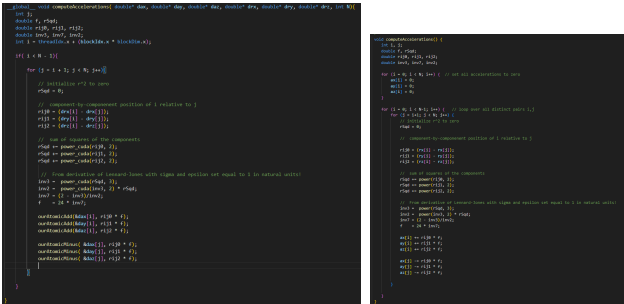 __global__ void computeAccelerations( double* dax, double* day, double* daz, double* drx, double* dry, double* drz, int N){
int j;
double f, rSqd;
double rij0, rij1, rij2;
double inv3, inv7, inv2;
int i = threadIdx.x + (blockIdx.x * blockDim.x);
if( i < N - 1){
for (j = i + 1; j < N; j++){
// initialize r^2 to zero
rSqd = 0;
// component-by-componenent position of i relative to j
rij0 = (drx[i] - drx[j]);
rij1 = (dry[i] - dry[j]);
rij2 = (drz[i] - drz[j]);
// sum of squares of the components
rSqd += power_cuda(rij0, 2);
rSqd += power_cuda(rij1, 2);
rSqd += power_cuda(rij2, 2);
// From derivative of Lennard-Jones with sigma and epsilon set equal to 1 in natural units!
inv3 = power_cuda(rSqd, 3);
inv2 = power_cuda(inv3, 2) * rSqd;
inv7 = (2 - inv3)/inv2;
f = 24 * inv7;
ourAtomicAdd(&dax[i], rij0 * f);
ourAtomicAdd(&day[i], rij1 * f);
ourAtomicAdd(&daz[i], rij2 * f);
ourAtomicMinus( &dax[j], rij0 * f);
ourAtomicMinus( &day[j], rij1 * f);
ourAtomicMinus( &daz[j], rij2 * f);
}
}
}
void computeAccelerations() {
int i, j;
double f, rSqd;
double rij0, rij1, rij2;
double inv3, inv7, inv2;
for (i = 0; i < N; i++) { // set all accelerations to zero
ax[i] = 0;
ay[i] = 0;
az[i] = 0;
}
for (i = 0; i < N-1; i++) { // loop over all distinct pairs i,j
for (j = i+1; j < N; j++) {
// initialize r^2 to zero
rSqd = 0;
// component-by-componenent position of i relative to j
rij0 = (rx[i] - rx[j]);
rij1 = (ry[i] - ry[j]);
rij2 = (rz[i] - rz[j]);
// sum of squares of the components
rSqd += power(rij0, 2);
rSqd += power(rij1, 2);
rSqd += power(rij2, 2);
// From derivative of Lennard-Jones with sigma and epsilon set equal to 1 in natural units!
inv3 = power(rSqd, 3);
inv2 = power(inv3, 2) * rSqd;
inv7 = (2 - inv3)/inv2;
f = 24 * inv7;
ax[i] += rij0 * f;
ay[i] += rij1 * f;
az[i] += rij2 * f;
ax[j] -= rij0 * f;
ay[j] -= rij1 * f;
az[j] -= rij2 * f;
}
}
}